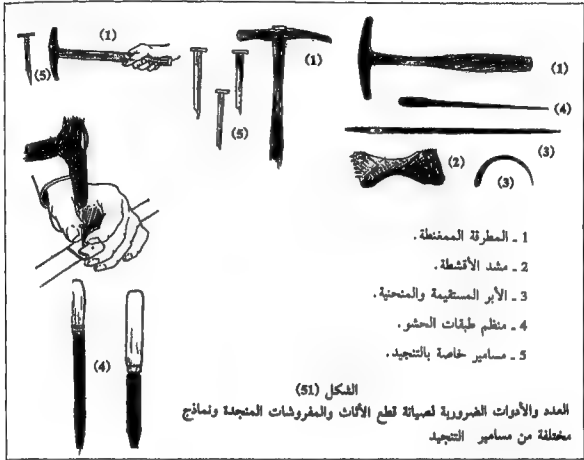 (1)
(5)
(1)
(5)
(1)
(4)
(3)
(2)
(3)
(4)
1 ـ المطرقة الممغنطة.
2 ـ مشد الأقشطة.
3 ـ الأبر المستقيمة والمنحنية.
4 ـ منظم طبقات الحشو.
5 ـ مسامير خاصة بالتنجيد.
الشكل (51)
العدد والأدوات الضرورية لصيانة قطع الأثاث والمفروشات المنجدة ونماذج
مختلفة من مسامير التنجيد